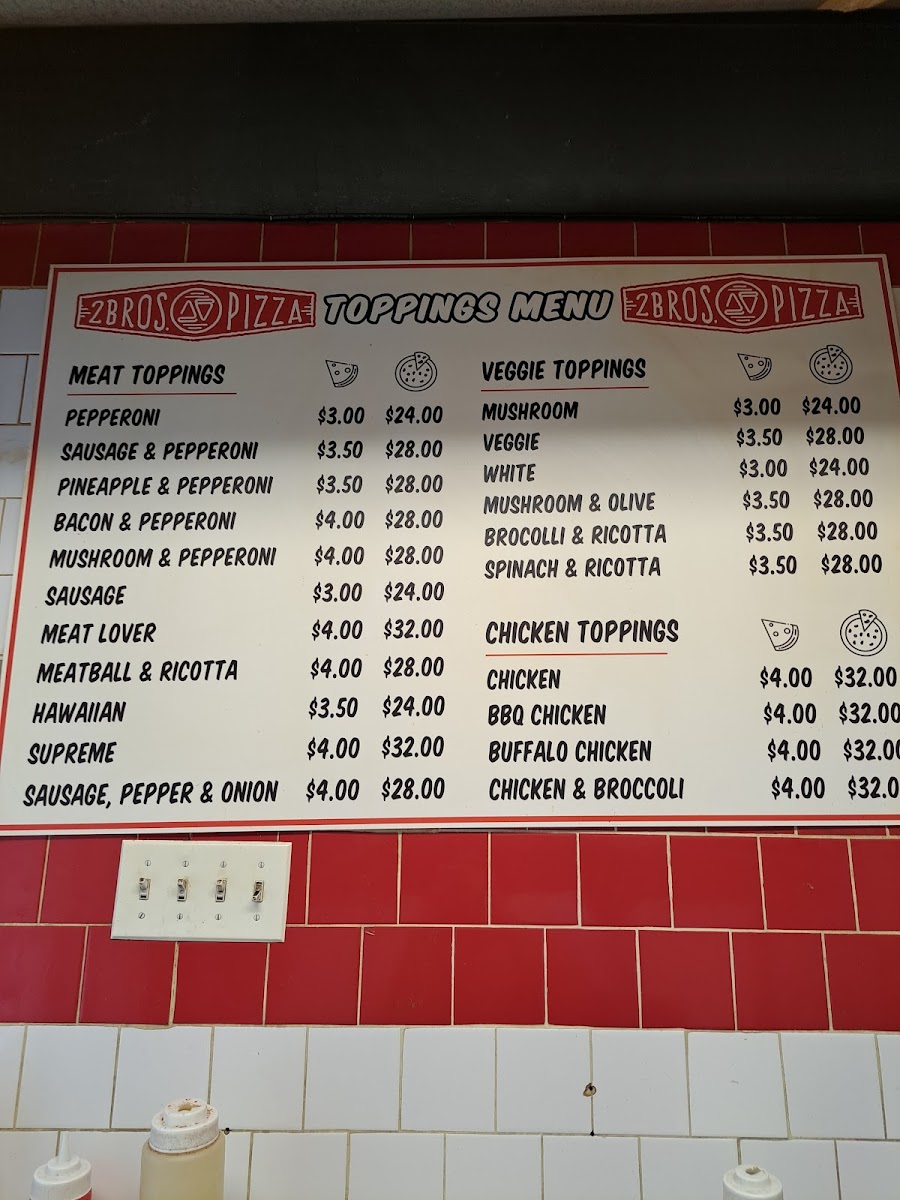 2BROS. PIZZA TOPPINGS MENU 2BROS. PIZZA
MEAT TOPPINGS
PEPPERONI $3.00 $24.00
SAUSAGE & PEPPERONI $3.50 $28.00
PINEAPPLE & PEPPERONI $3.50 $28.00
BACON & PEPPERONI $4.00 $28.00
MUSHROOM & PEPPERONI $4.00 $28.00
SAUSAGE $3.00 $24.00
MEAT LOVER $4.00 $32.00
MEATBALL & RICOTTA $4.00 $28.00
HAWAIIAN $3.50 $24.00
SUPREME $4.00 $32.00
SAUSAGE, PEPPER & ONION $4.00 $28.00
VEGGIE TOPPINGS
MUSHROOM $3.00 $24.00
VEGGIE $3.50 $28.00
WHITE $3.00 $24.00
MUSHROOM & OLIVE $3.50 $28.00
BROCOLLI & RICOTTA $3.50 $28.00
SPINACH & RICOTTA $3.50 $28.00
CHICKEN TOPPINGS
CHICKEN $4.00 $32.00
BBQ CHICKEN $4.00 $32.00
BUFFALO CHICKEN $4.00 $32.00
CHICKEN & BROCCOLI $4.00 $32.0